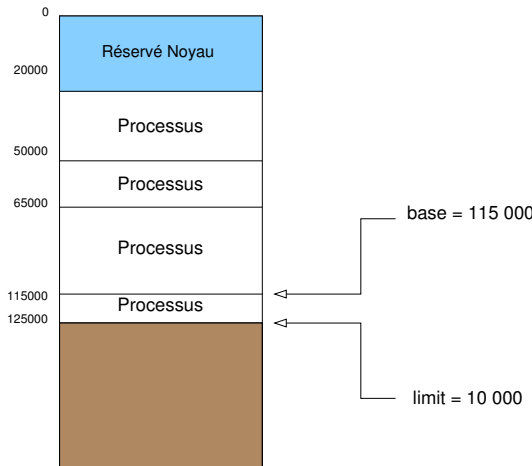 0
Réservé Noyau
20000
Processus
50000
Processus
65000
base = 115 000
Processus
115000
Processus
125000
limit = 10 000